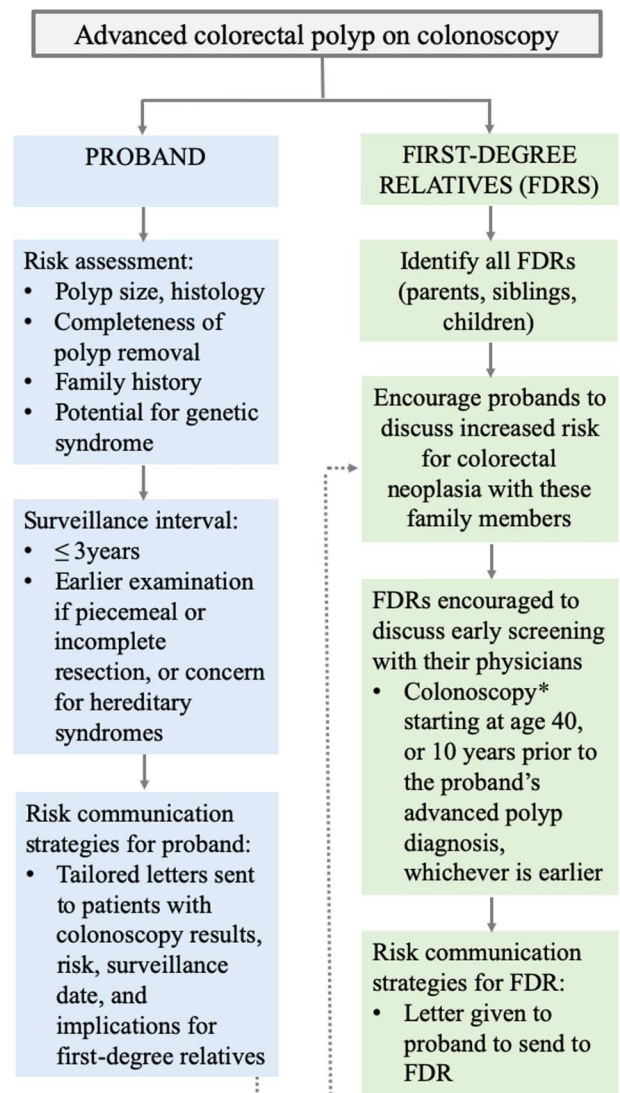 Advanced colorectal polyp on colonoscopy
PROBAND
Risk assessment:
• Polyp size, histology
• Completeness of
polyp removal
• Family history
• Potential for genetic
syndrome
Surveillance interval:
• ≤ 3years
• Earlier examination
if piecemeal or
incomplete
resection, or concern
for hereditary
syndromes
Risk communication
strategies for proband:
• Tailored letters sent
to patients with
colonoscopy results,
risk, surveillance
date, and
implications for
first-degree relatives
FIRST-DEGREE
RELATIVES (FDRS)
Identify all FDRs
(parents, siblings,
children)
Encourage probands to
discuss increased risk
for colorectal
neoplasia with these
family members
FDRs encouraged to
discuss early screening
with their physicians
• Colonoscopy*
starting at age 40,
or 10 years prior to
the proband's
advanced polyp
diagnosis,
whichever is earlier
Risk communication
strategies for FDR:
• Letter given to
proband to send to
FDR